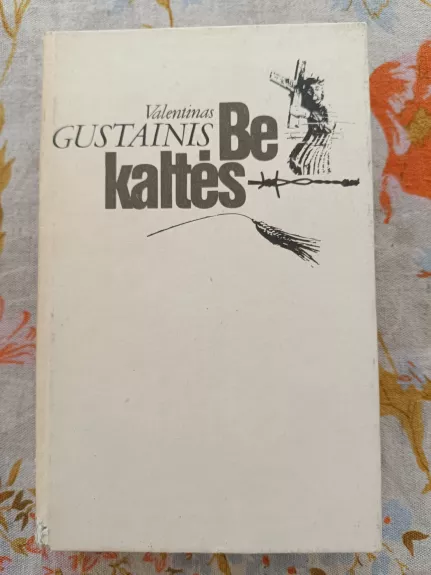 Valentinas
GUSTAINIS Be
kaltės